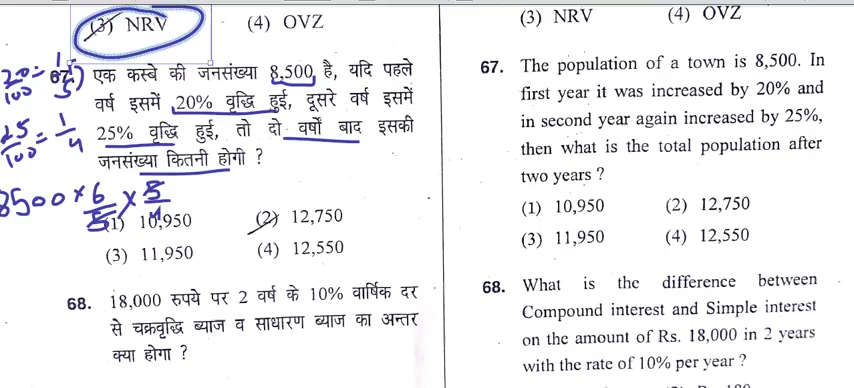 (3) NRV (4) OVZ
67. एक कस्बे की जनसंख्या 8,500 है, यदि पहले
वर्ष इसमें 20% वृद्धि हुई, दूसरे वर्ष इसमें
25% वृद्धि हुई, तो दो वर्षों बाद इसकी
जनसंख्या कितनी होगी ?
20/100 = 1/5
25/100 = 1/4
8500 × 6/5 × 5/4
(1) 10,950 (2) 12,750
(3) 11,950 (4) 12,550
68. 18,000 रुपये पर 2 वर्ष के 10% वार्षिक दर
से चक्रवृद्धि ब्याज व साधारण ब्याज का अन्तर
क्या होगा ?
(3) NRV (4) OVZ
67. The population of a town is 8,500. In
first year it was increased by 20% and
in second year again increased by 25%,
then what is the total population after
two years ?
(1) 10,950 (2) 12,750
(3) 11,950 (4) 12,550
68. What is the difference between
Compound interest and Simple interest
on the amount of Rs. 18,000 in 2 years
with the rate of 10% per year ?